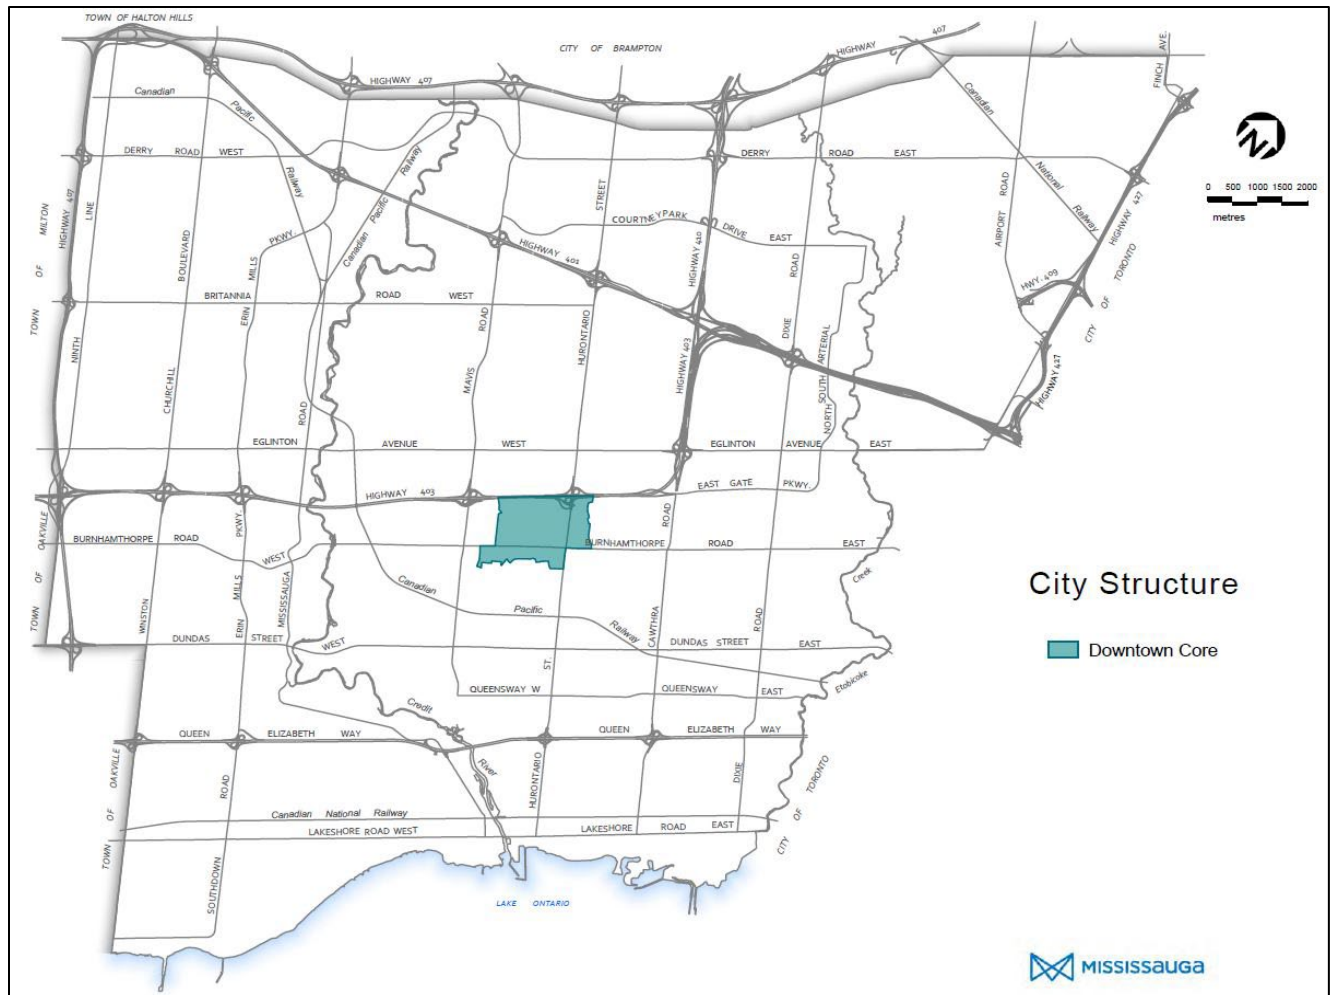 TOWN OF HALTON HILLS
CITY OF BRAMPTON
HIGHWAY 407
HIGHWAY 407
FINCH AVE.
Canadian Pacific Railway
Canadian Pacific Railway
Canadian National Railway
DERRY ROAD WEST
DERRY ROAD EAST
0 500 1000 1500 2000
metres
TOWN OF MILTON
HIGHWAY 407
NINTH LINE
WINSTON CHURCHILL BOULEVARD
ERIN MILLS PKWY.
COURTNEYPARK DRIVE EAST
HIGHWAY 401
HIGHWAY 410
HURONTARIO STREET
MAVIS ROAD
DIXIE ROAD
AIRPORT ROAD
HIGHWAY 427
HWY. 409
CITY OF TORONTO
BRITANNIA ROAD WEST
HIGHWAY 403
NORTH SOUTH ARTERIAL
HIGHWAY 427
EGLINTON AVENUE WEST
EGLINTON AVENUE EAST
HIGHWAY 403
EAST GATE PKWY.
TOWN OF OAKVILLE
BURNHAMTHORPE ROAD WEST
BURNHAMTHORPE ROAD EAST
ERIN MILLS PKWY.
MISSISSAUGA ROAD
Canadian Pacific Railway
CAWTHRA ROAD
DIXIE ROAD
Etobicoke Creek
City Structure
Downtown Core
DUNDAS STREET WEST
DUNDAS STREET EAST
HURONTARIO ST.
QUEENSWAY W
QUEENSWAY EAST
Credit River
QUEEN ELIZABETH WAY
QUEEN ELIZABETH WAY
TOWN OF OAKVILLE
SOUTHDOWN ROAD
CITY OF TORONTO
Canadian National Railway
LAKESHORE ROAD WEST
LAKESHORE ROAD EAST
LAKE ONTARIO
MISSISSAUGA